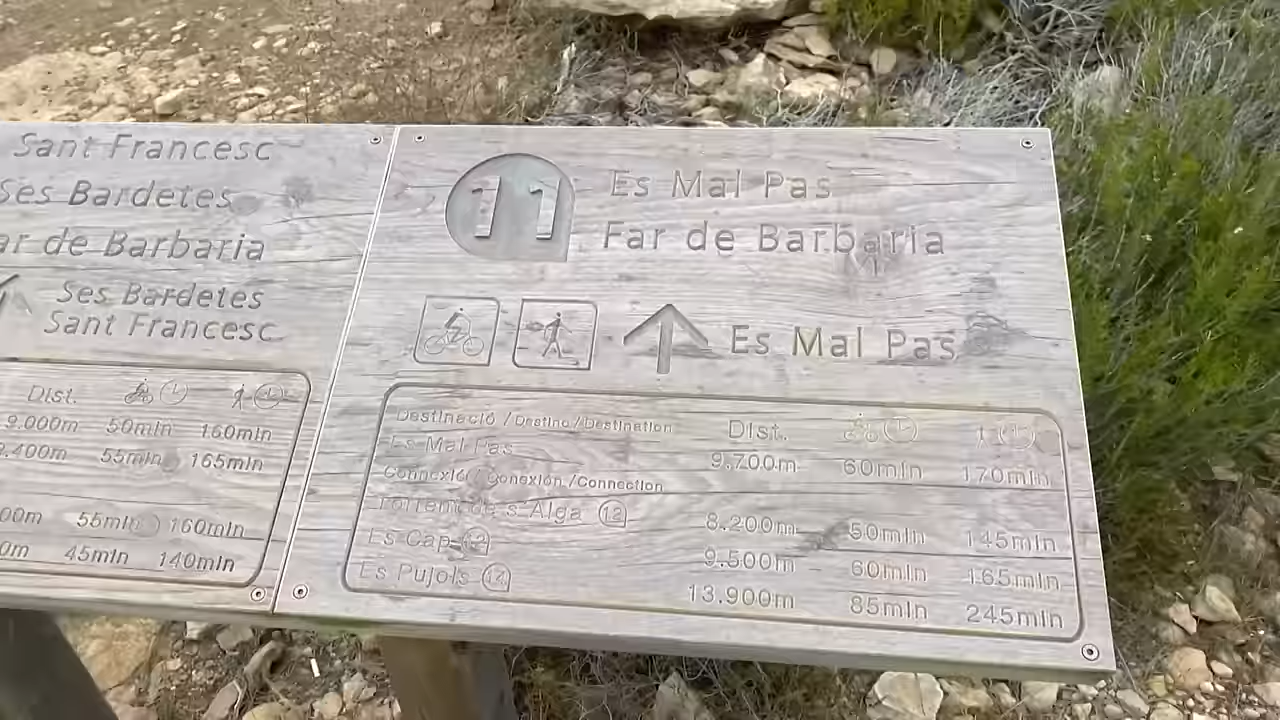 Sant Francesc
Ses Bardetes
ar de Barbaria
Ses Bardetes
Sant Francesc
Dist.
9.000m 50min 160min
.400m 55min 165min
00m 55min 160min
0m 45min 140min
11 Es Mal Pas
Far de Barbaria
Es Mal Pas
Destinació / Destino / Destination Dist.
Es Mal Pas 9.700m 60min 170min
Connexió / Conexión / Connection
Torrent de s'Alga 12 8.200m 50min 145min
Es Cap 9.500m 60min 165min
Es Pujols 14 13.900m 85min 245min